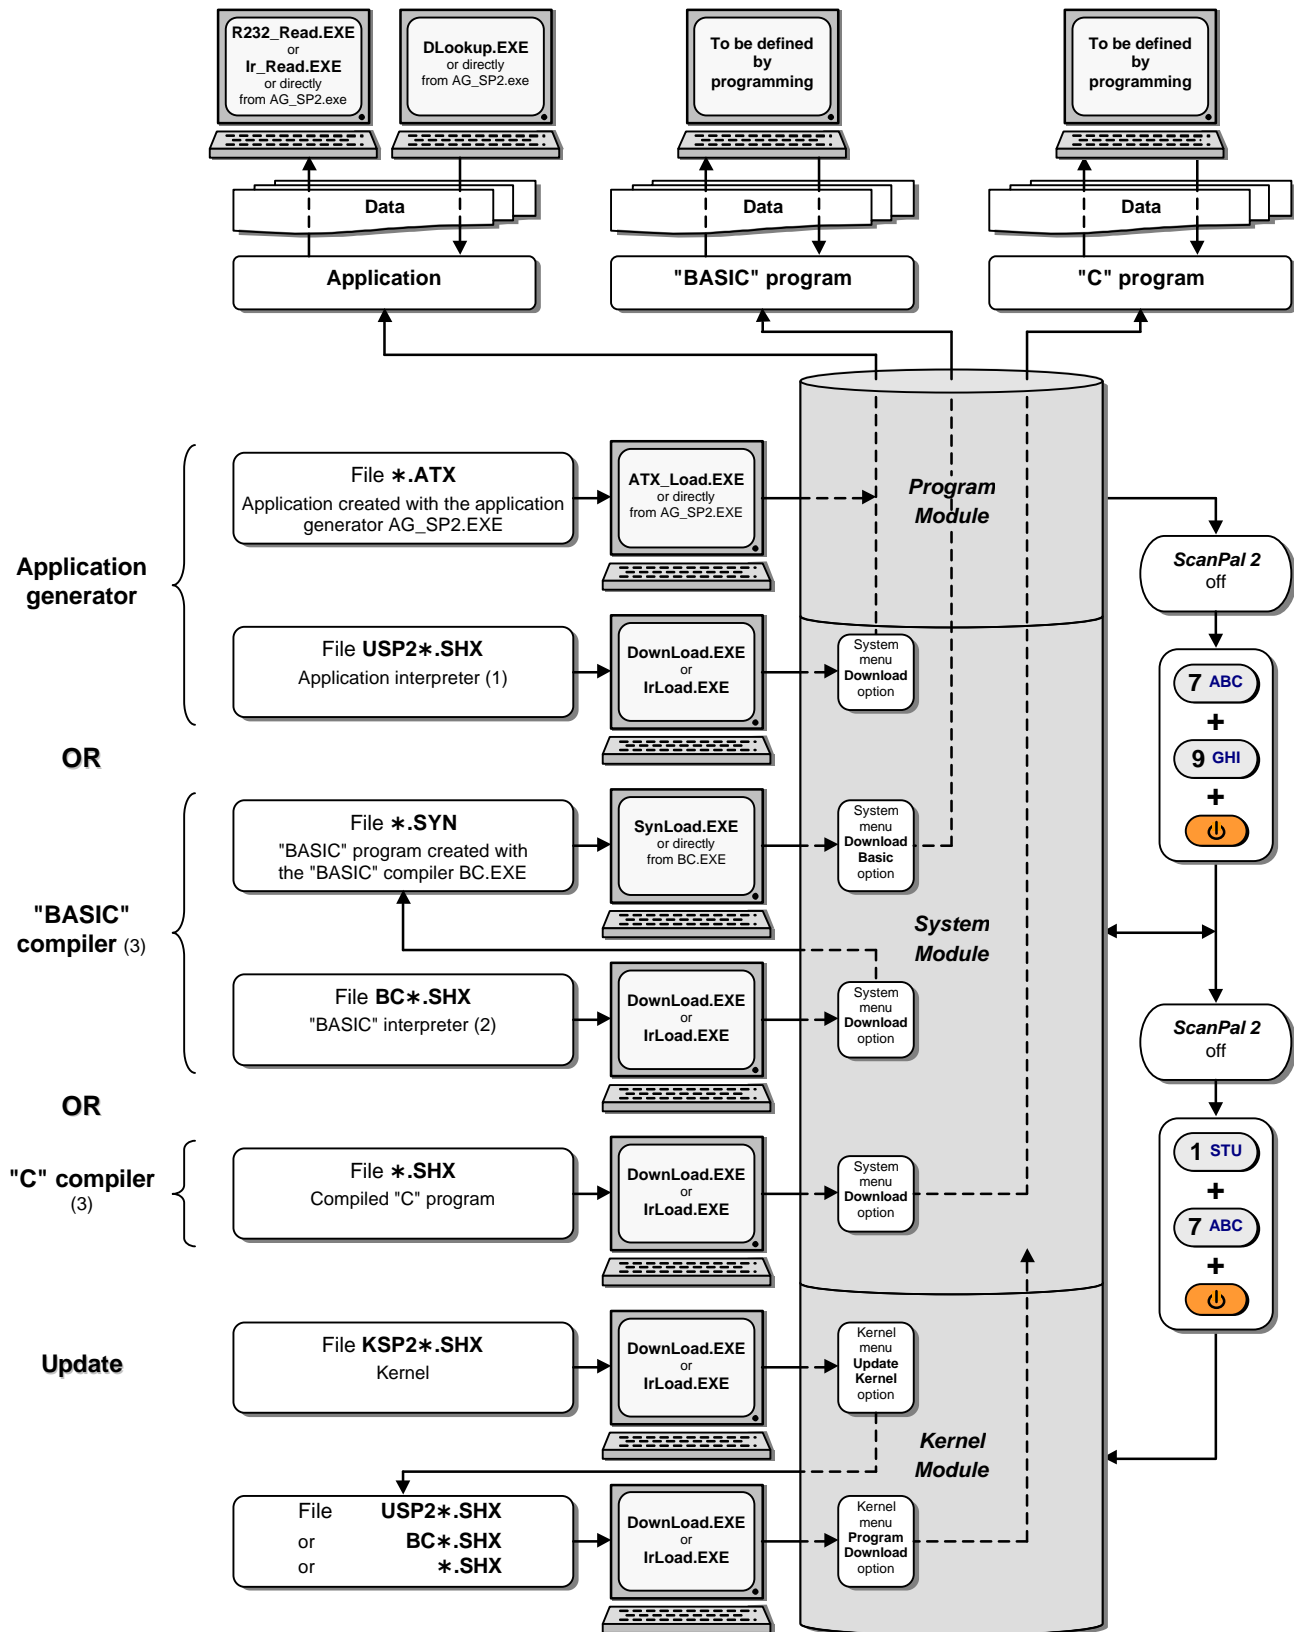 R232_Read.EXE
or
Ir_Read.EXE
or directly
from AG_SP2.exe
DLookup.EXE
or directly
from AG_SP2.exe
To be defined
by
programming
To be defined
by
programming
Data
Data
Data
Application
"BASIC" program
"C" program
Application
generator
File *.ATX
Application created with the application
generator AG_SP2.EXE
ATX_Load.EXE
or directly
from AG_SP2.EXE
Program
Module
ScanPal 2
off
File USP2*.SHX
Application interpreter (1)
DownLoad.EXE
or
IrLoad.EXE
System
menu
Download
option
7 ABC
+
9 GHI
+
OR
"BASIC"
compiler (3)
File *.SYN
"BASIC" program created with
the "BASIC" compiler BC.EXE
SynLoad.EXE
or directly
from BC.EXE
System
menu
Download
Basic
option
System
Module
File BC*.SHX
"BASIC" interpreter (2)
DownLoad.EXE
or
IrLoad.EXE
System
menu
Download
option
ScanPal 2
off
OR
"C" compiler
(3)
File *.SHX
Compiled "C" program
DownLoad.EXE
or
IrLoad.EXE
System
menu
Download
option
1 STU
+
7 ABC
+
Update
File KSP2*.SHX
Kernel
DownLoad.EXE
or
IrLoad.EXE
Kernel
menu
Update
Kernel
option
Kernel
Module
File USP2*.SHX
or BC*.SHX
or *.SHX
DownLoad.EXE
or
IrLoad.EXE
Kernel
menu
Program
Download
option